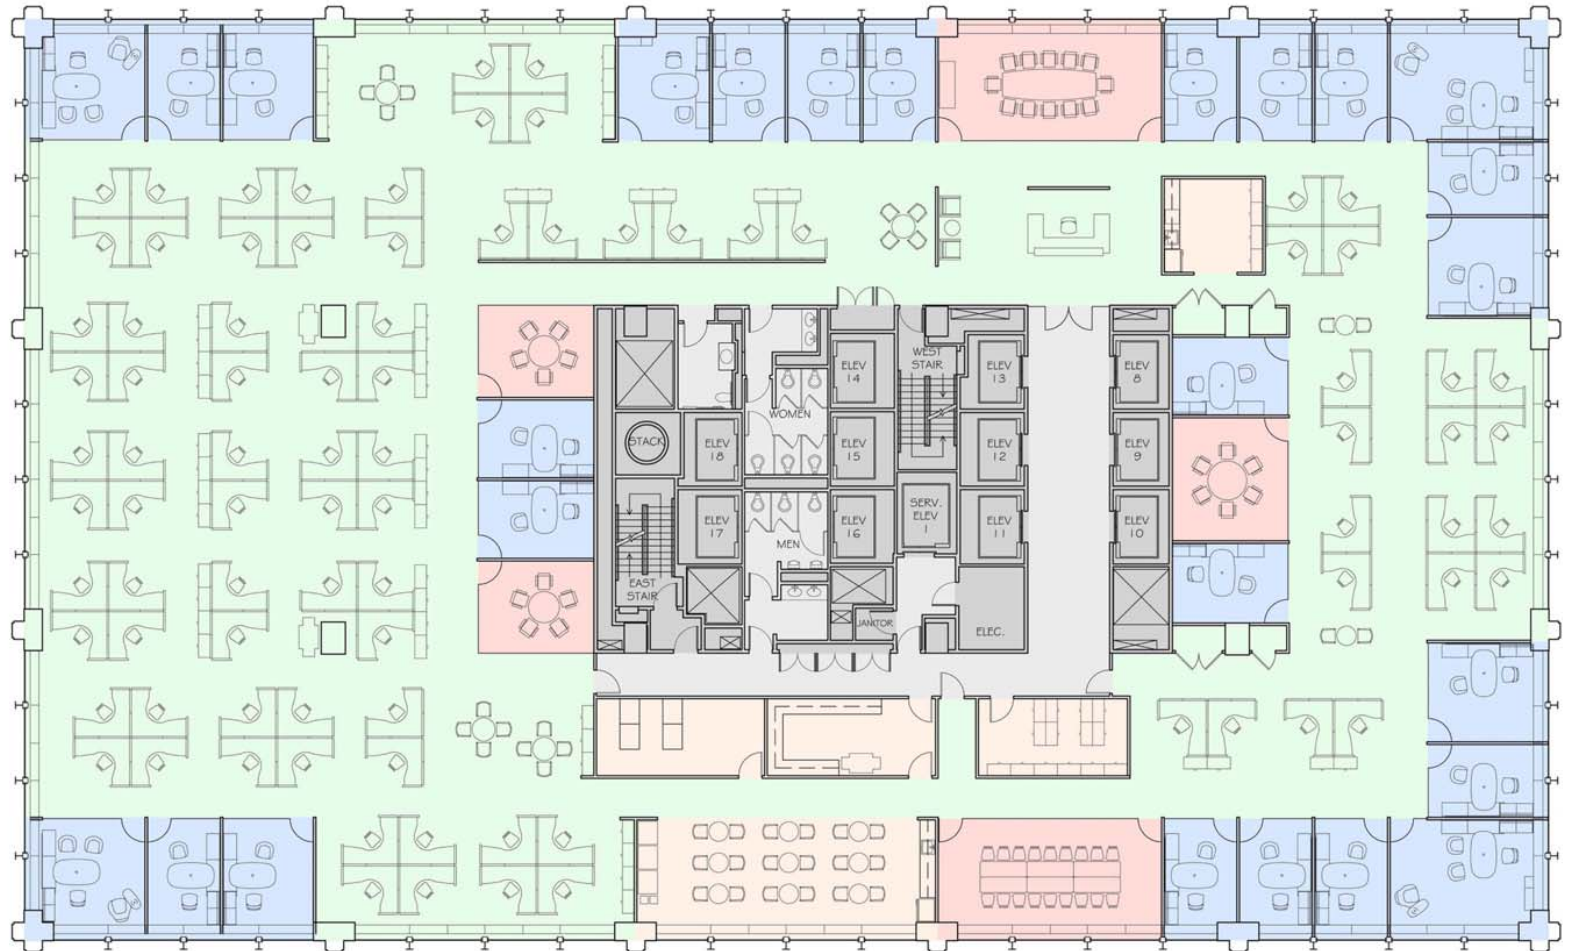 WEST
STAIR
ELEV
14
ELEV
13
ELEV
8
WOMEN
STACK
ELEV
18
ELEV
15
ELEV
12
ELEV
9
ELEV
17
ELEV
16
SERV.
ELEV
1
ELEV
11
ELEV
10
MEN
EAST
STAIR
JANITOR
ELEC.